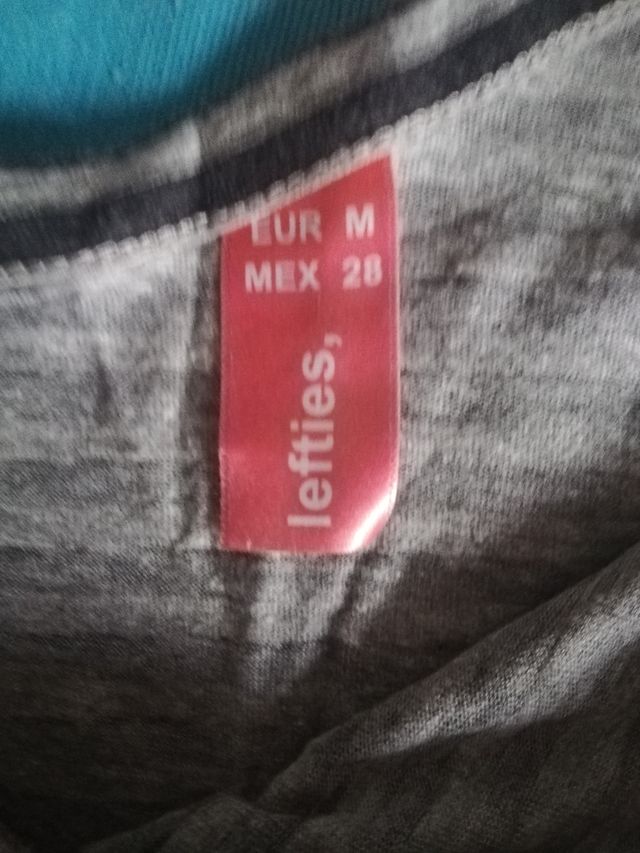 EUR M
MEX 28
lefties,